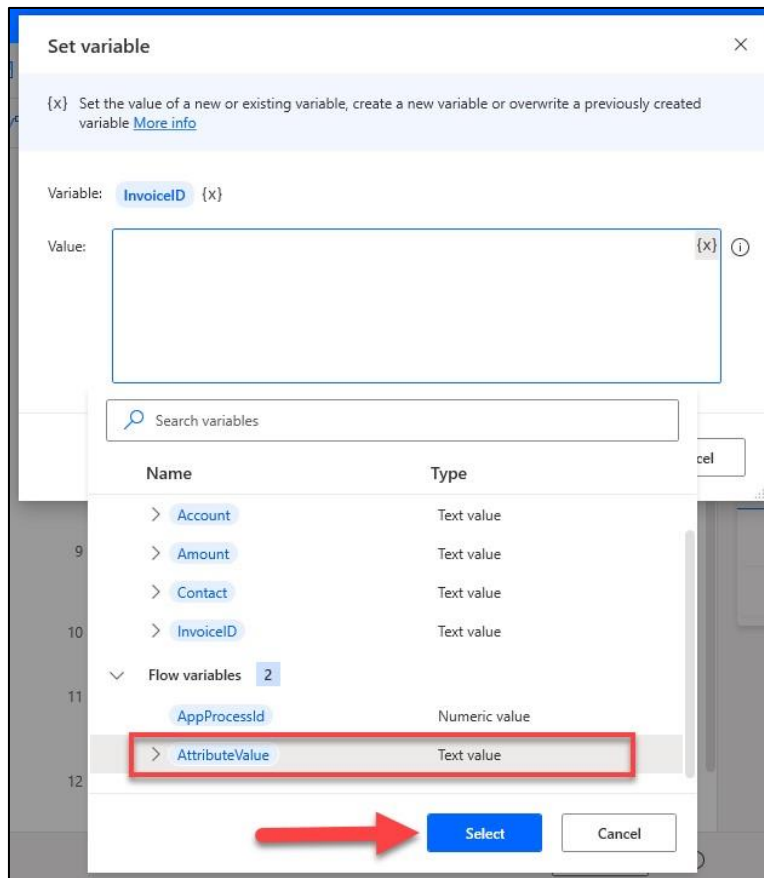 Set variable
{x} Set the value of a new or existing variable, create a new variable or overwrite a previously created
variable More info
Variable: InvoiceID {x}
Value: {x}
Search variables
cel
Name Type
Account Text value
Amount Text value
9
Contact Text value
InvoiceID Text value
10
Flow variables 2
11
AppProcessId Numeric value
AttributeValue Text value
12
Select Cancel